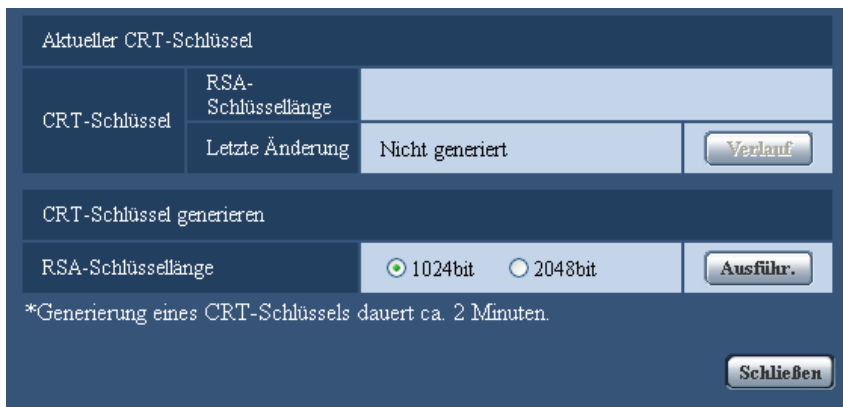 Aktueller CRT-Schlüssel
CRT-Schlüssel
RSA-
Schlüssellänge
Letzte Änderung
Nicht generiert
Verlauf
CRT-Schlüssel generieren
RSA-Schlüssellänge
1024bit
2048bit
Ausführ.
*Generierung eines CRT-Schlüssels dauert ca. 2 Minuten.
Schließen